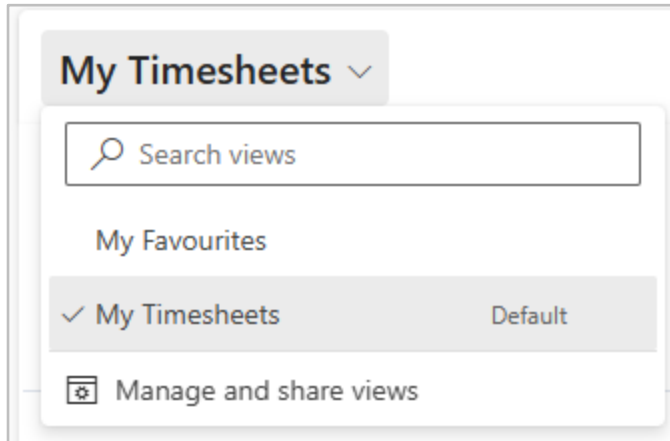 My Timesheets
Search views
My Favourites
My Timesheets Default
Manage and share views